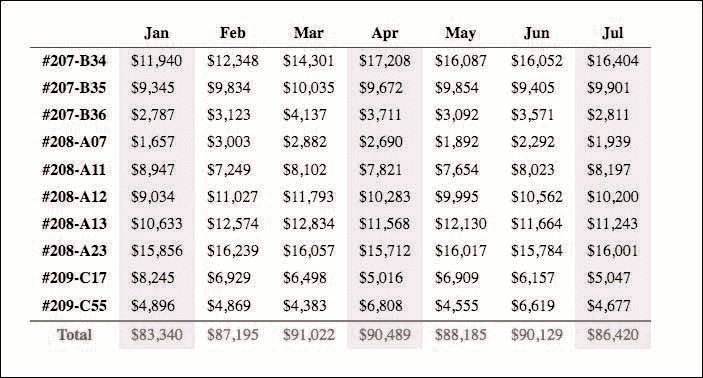 Jan Feb Mar Apr May Jun Jul
#207-B34 $11,940 $12,348 $14,301 $17,208 $16,087 $16,052 $16,404
#207-B35 $9,345 $9,834 $10,035 $9,672 $9,854 $9,405 $9,901
#207-B36 $2,787 $3,123 $4,137 $3,711 $3,092 $3,571 $2,811
#208-A07 $1,657 $3,003 $2,882 $2,690 $1,892 $2,292 $1,939
#208-A11 $8,947 $7,249 $8,102 $7,821 $7,654 $8,023 $8,197
#208-A12 $9,034 $11,027 $11,793 $10,283 $9,995 $10,562 $10,200
#208-A13 $10,633 $12,574 $12,834 $11,568 $12,130 $11,664 $11,243
#208-A23 $15,856 $16,239 $16,057 $15,712 $16,017 $15,784 $16,001
#209-C17 $8,245 $6,929 $6,498 $5,016 $6,909 $6,157 $5,047
#209-C55 $4,896 $4,869 $4,383 $6,808 $4,555 $6,619 $4,677
Total $83,340 $87,195 $91,022 $90,489 $88,185 $90,129 $86,420